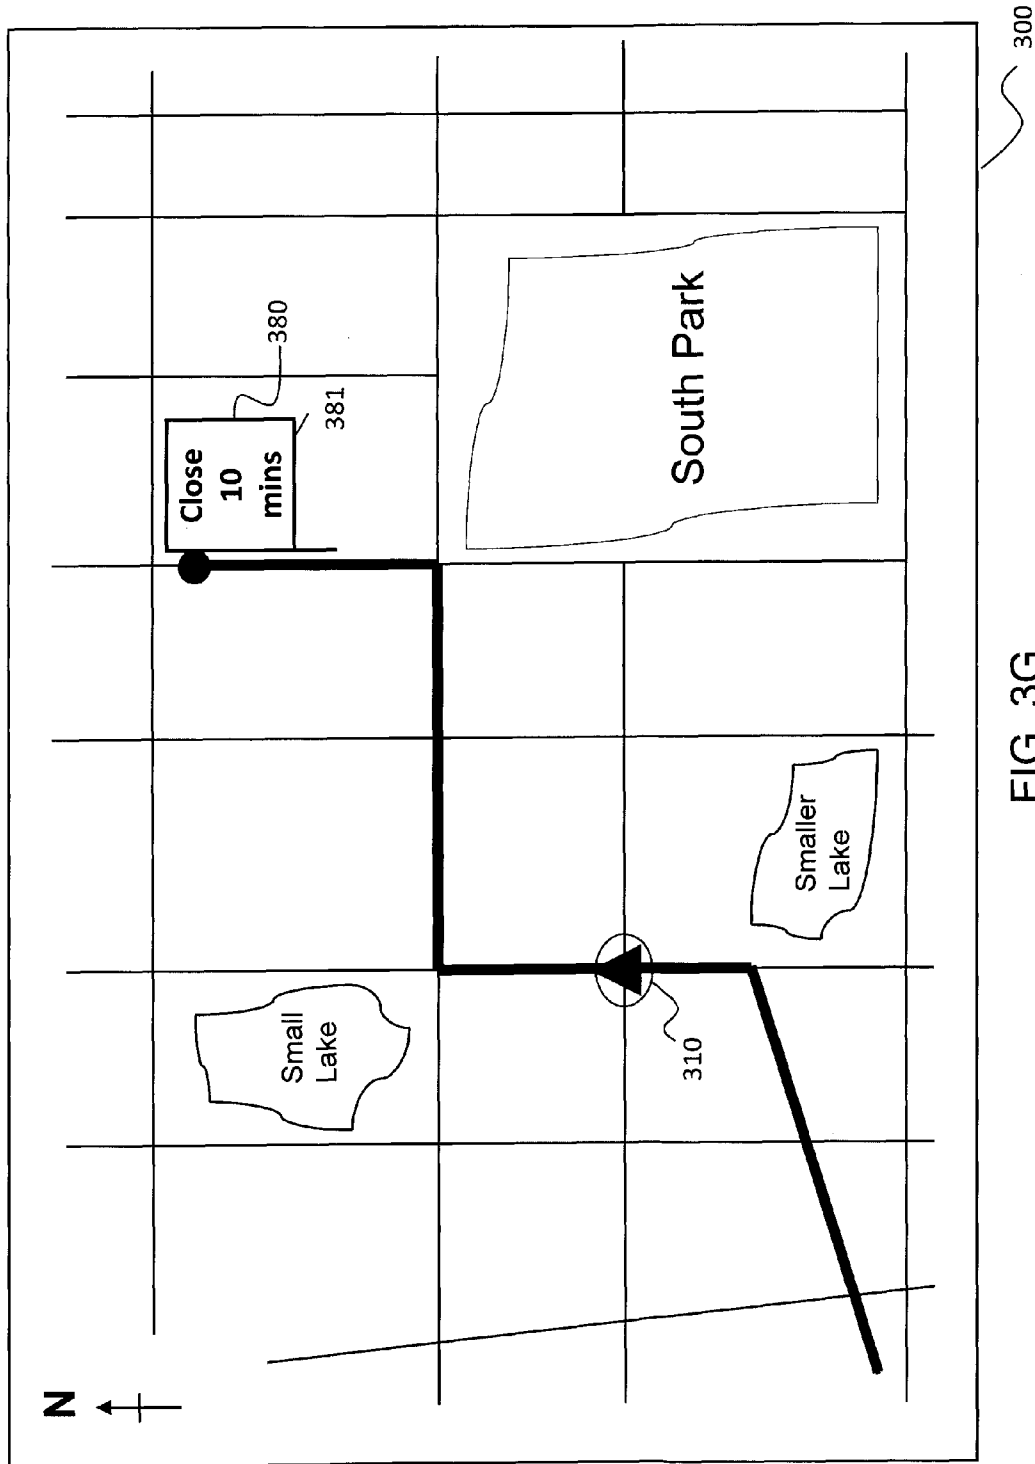 300
N
Close
10
mins
380
381
Small
Lake
South Park
Smaller
Lake
310
FIG. 3G